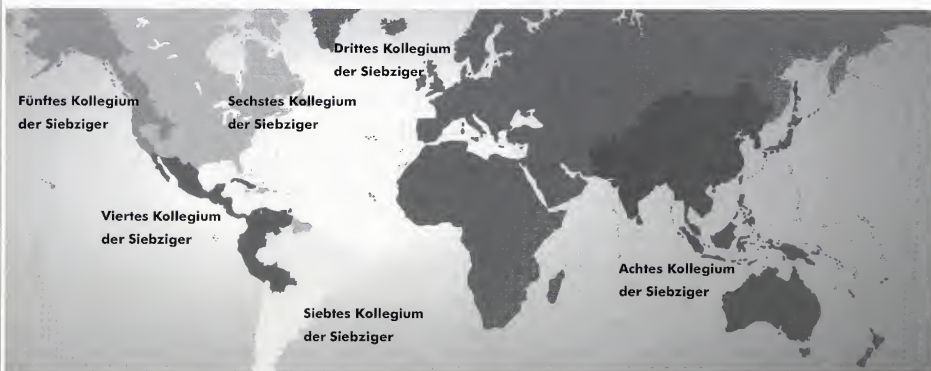 Drittes Kollegium
der Siebziger
Fünftes Kollegium
der Siebziger
Sechstes Kollegium
der Siebziger
Viertes Kollegium
der Siebziger
Achtes Kollegium
der Siebziger
Siebtes Kollegium
der Siebziger